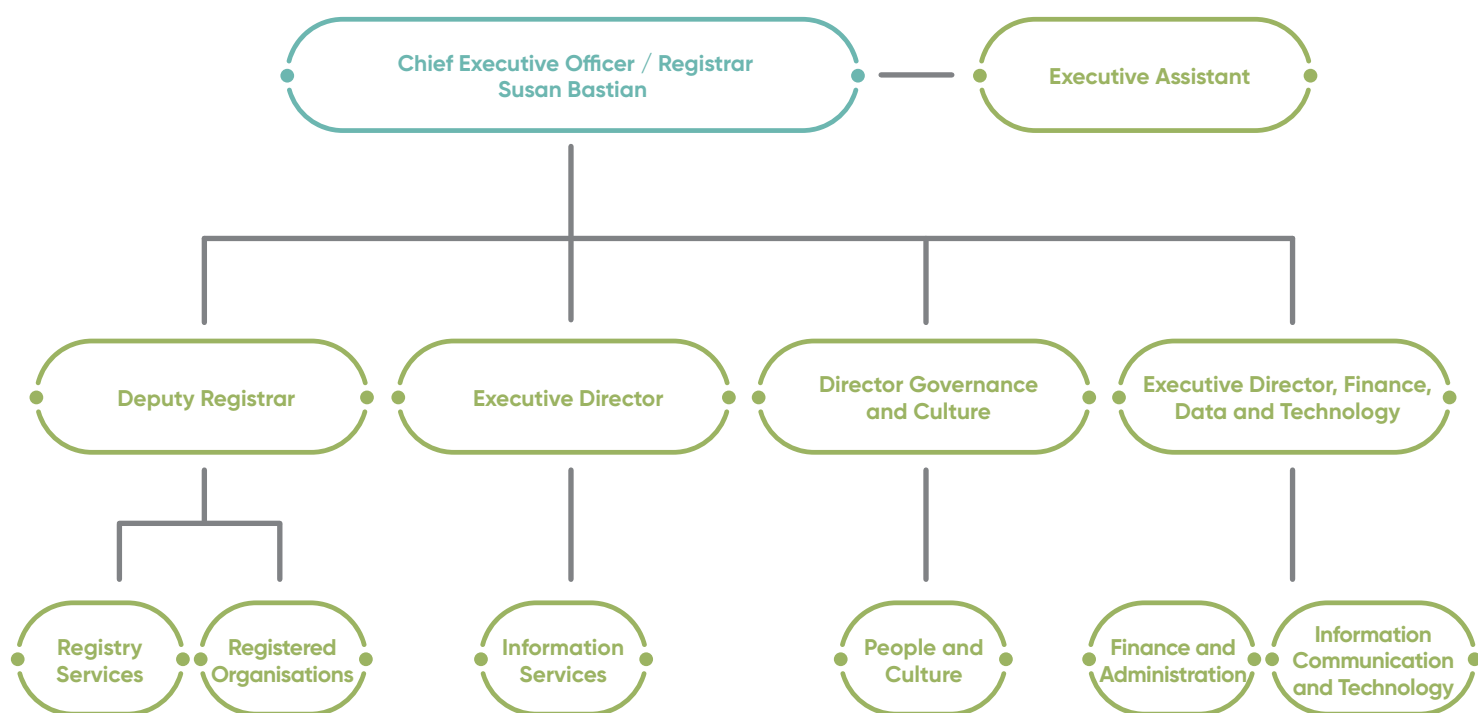 Chief Executive Officer / Registrar
Susan Bastian
Executive Assistant
Deputy Registrar
Executive Director
Director Governance
and Culture
Executive Director, Finance,
Data and Technology
Registry
Services
Registered
Organisations
Information
Services
People and
Culture
Finance and
Administration
Information
Communication
and Technology